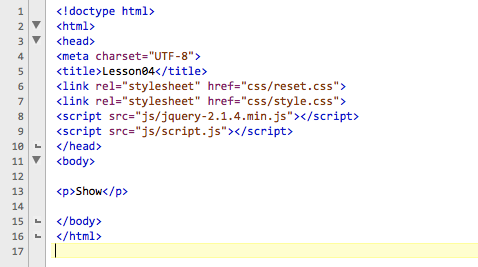 1 <!doctype html>
2 <html>
3 <head>
4 <meta charset="UTF-8">
5 <title>Lesson04</title>
6 <link rel="stylesheet" href="css/reset.css">
7 <link rel="stylesheet" href="css/style.css">
8 <script src="js/jquery-2.1.4.min.js"></script>
9 <script src="js/script.js"></script>
10 </head>
11 <body>
12
13 <p>Show</p>
14
15 </body>
16 </html>
17